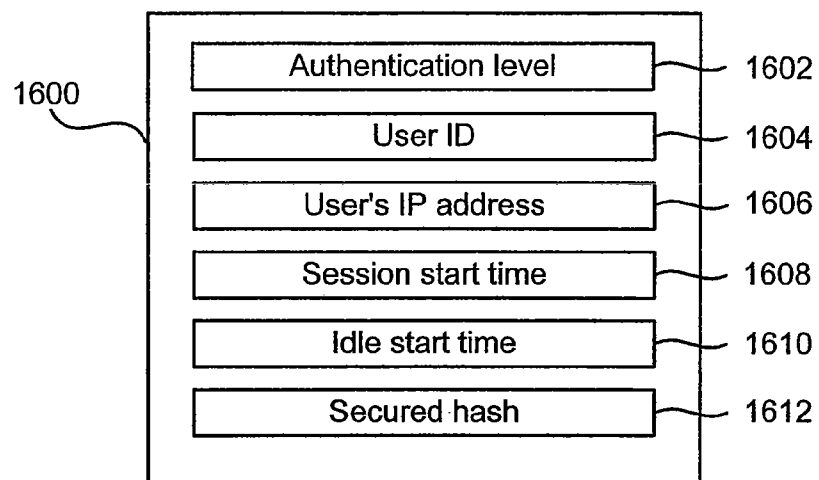 Authentication level 1602
1600
User ID 1604
User's IP address 1606
Session start time 1608
Idle start time 1610
Secured hash 1612